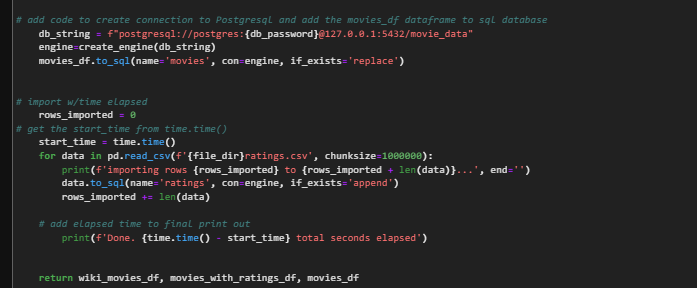 # add code to create connection to Postgresql and add the movies_df dataframe to sql database
db_string = f"postgresql://postgres:{db_password}@127.0.0.1:5432/movie_data"
engine=create_engine(db_string)
movies_df.to_sql(name='movies', con=engine, if_exists='replace')
# import w/time elapsed
rows_imported = 0
# get the start_time from time.time()
start_time = time.time()
for data in pd.read_csv(f'{file_dir}ratings.csv', chunksize=1000000):
print(f'importing rows {rows_imported} to {rows_imported + len(data)}...', end='')
data.to_sql(name='ratings', con=engine, if_exists='append')
rows_imported += len(data)
# add elapsed time to final print out
print(f'Done. {time.time() - start_time} total seconds elapsed')
return wiki_movies_df, movies_with_ratings_df, movies_df